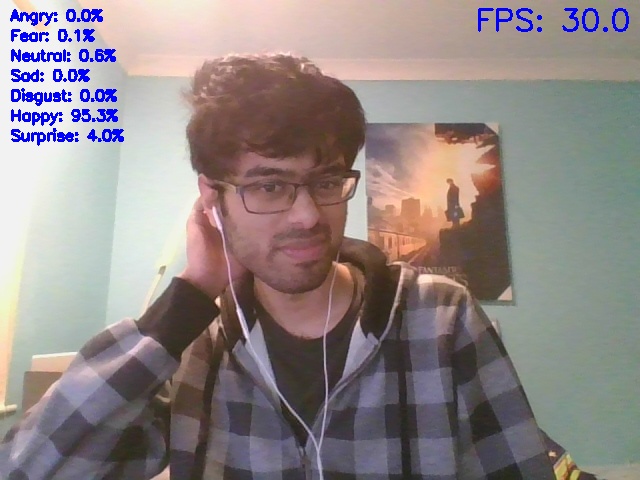 Angry: 0.0%
Fear: 0.1%
Neutral: 0.6%
Sad: 0.0%
Disgust: 0.0%
Happy: 95.3%
Surprise: 4.0%
FPS: 30.0
FANTASTIC